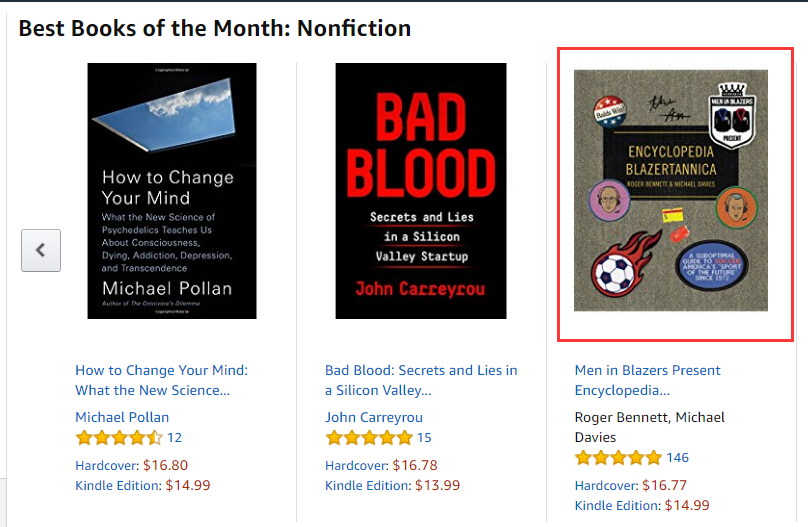 Best Books of the Month: Nonfiction
How to Change
Your Mind
What the New Science of
Psychedelics Teaches Us
About Consciousness,
Dying, Addiction, Depression,
and Transcendence
Michael Pollan
Author of The Omnivore's Dilemma
Copyrighted Material
How to Change Your Mind:
What the New Science...
Michael Pollan
12
Hardcover: $16.80
Kindle Edition: $14.99
BAD
BLOOD
Secrets and Lies
in a Silicon
Valley Startup
John Carreyrou
Bad Blood: Secrets and Lies in
a Silicon Valley...
John Carreyrou
15
Hardcover: $16.78
Kindle Edition: $13.99
MEN IN BLAZERS
PRESENT
ENCYCLOPEDIA
BLAZERTANNICA
ROGER BENNETT & MICHAEL DAVIES
A SUBOPTIMAL
GUIDE TO SOCCER,
AMERICA'S "SPORT
OF THE FUTURE"
SINCE 1972
Men in Blazers Present
Encyclopedia...
Roger Bennett, Michael
Davies
146
Hardcover: $16.77
Kindle Edition: $14.99